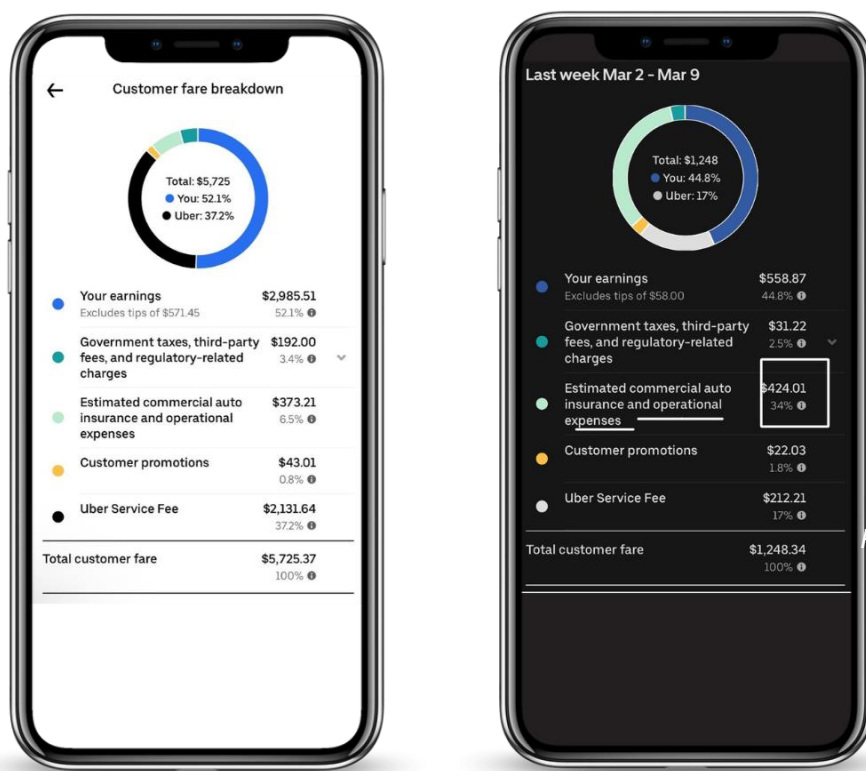 Customer fare breakdown
Total: $5,725
You: 52.1%
Uber: 37.2%
Your earnings $2,985.51
Excludes tips of $571.45 52.1%
Government taxes, third-party $192.00
fees, and regulatory-related 3.4%
charges
Estimated commercial auto $373.21
insurance and operational 6.5%
expenses
Customer promotions $43.01
0.8%
Uber Service Fee $2,131.64
37.2%
Total customer fare $5,725.37
100%
Last week Mar 2 - Mar 9
Total: $1,248
You: 44.8%
Uber: 17%
Your earnings $558.87
Excludes tips of $58.00 44.8%
Government taxes, third-party $31.22
fees, and regulatory-related 2.5%
charges
Estimated commercial auto $424.01
insurance and operational 34%
expenses
Customer promotions $22.03
1.8%
Uber Service Fee $212.21
17%
Total customer fare $1,248.34
100%